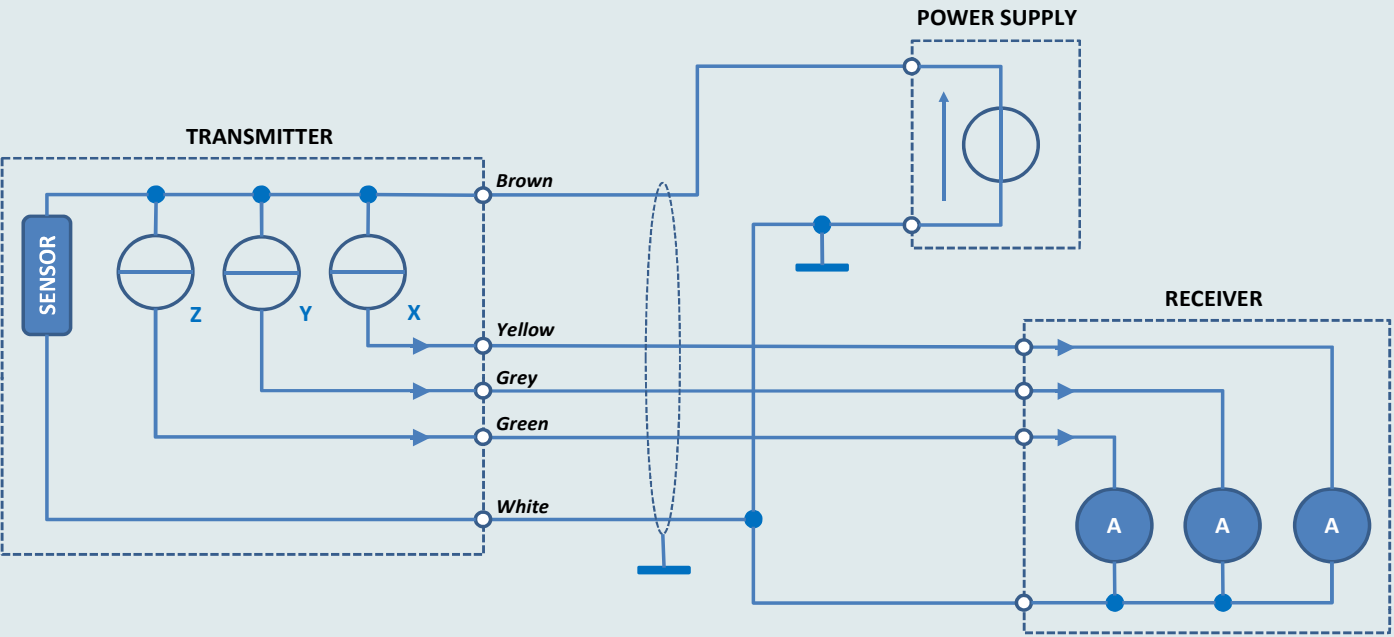 POWER SUPPLY
TRANSMITTER
Brown
SENSOR
Z
Y
X
RECEIVER
Yellow
Grey
Green
White
A
A
A